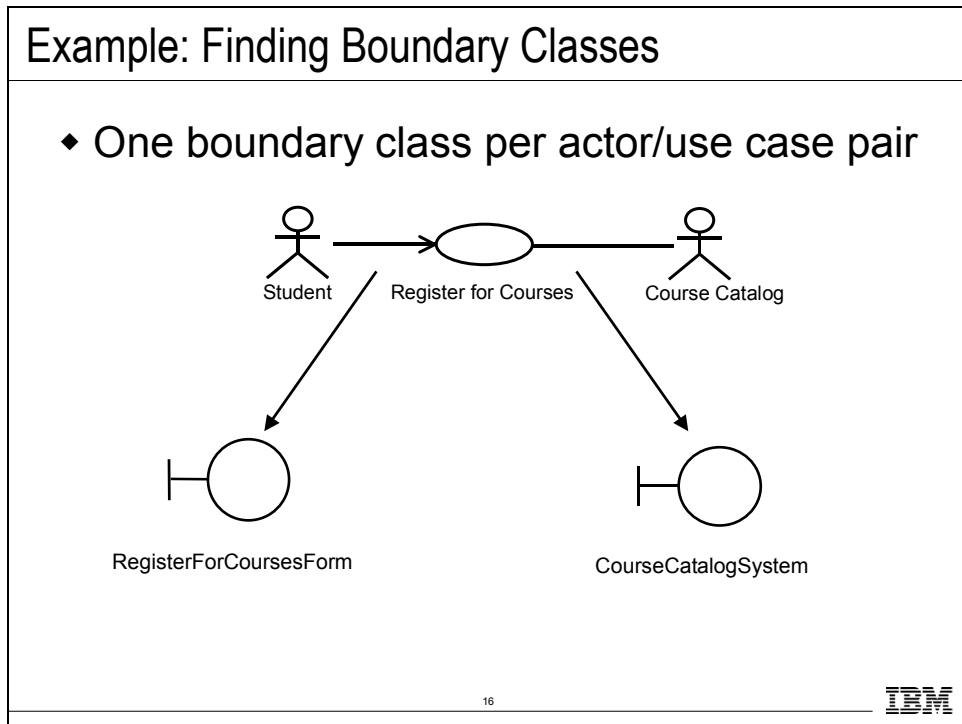 Example: Finding Boundary Classes
◆ One boundary class per actor/use case pair
Student
Register for Courses
Course Catalog
RegisterForCoursesForm
CourseCatalogSystem
16
IBM